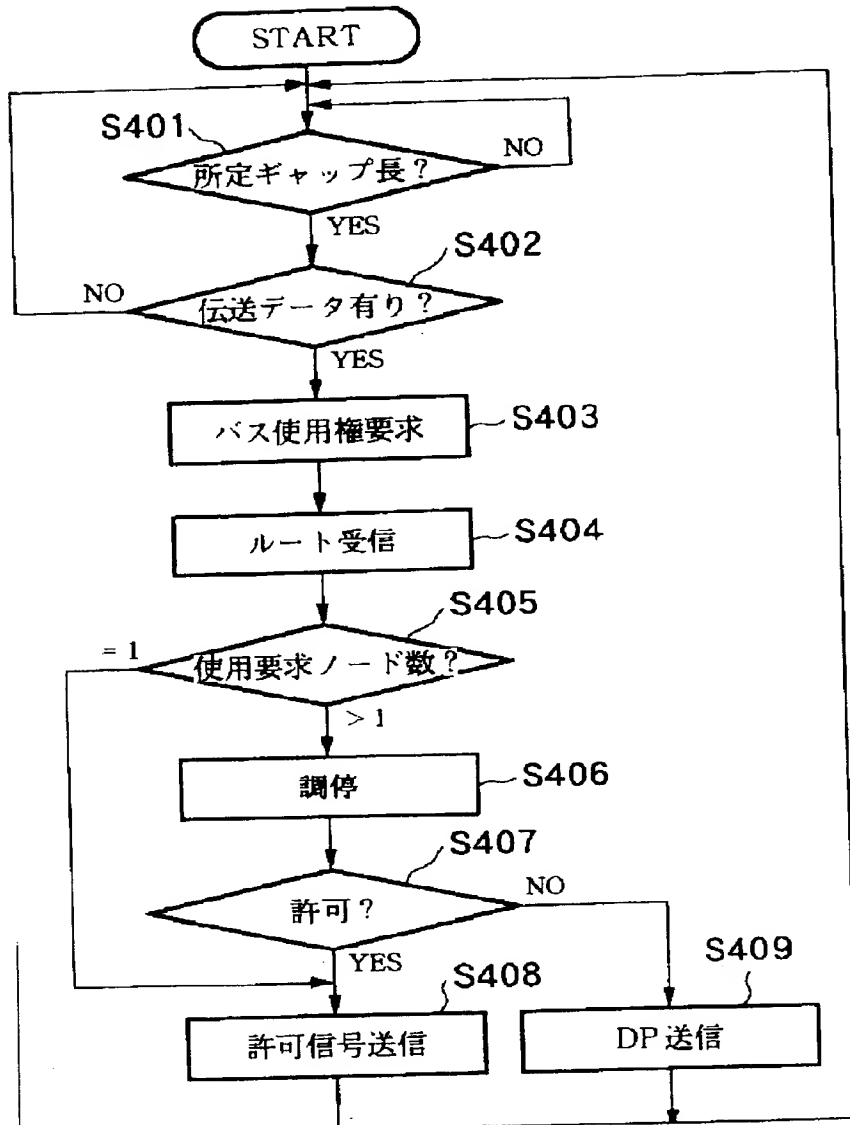 START
S401
所定ギャップ長?
NO
YES
S402
NO
伝送データ有り?
YES
バス使用権要求
S403
ルート受信
S404
S405
= 1
使用要求ノード数?
> 1
調停
S406
S407
許可?
NO
YES
S408
S409
許可信号送信
DP 送信